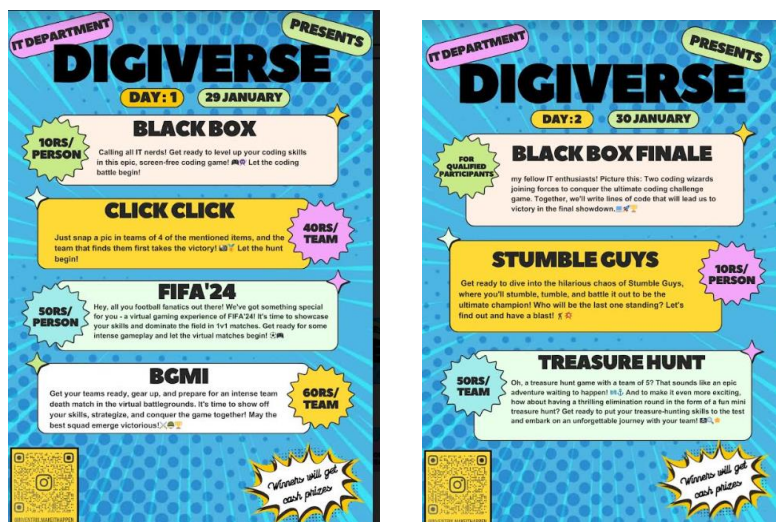 IT DEPARTMENT
PRESENTS
DIGIVERSE
DAY: 1
29 JANUARY
10RS/
PERSON
BLACK BOX
Calling all IT nerds! Get ready to level up your coding skills
in this epic, screen-free coding game! 🎮👾 Let the coding
battle begin!
CLICK CLICK
Just snap a pic in teams of 4 of the mentioned items, and the
team that finds them first takes the victory! 📸🏅 Let the hunt
begin!
40RS/
TEAM
50RS/
PERSON
FIFA'24
Hey, all you football fanatics out there! We've got something special
for you - a virtual gaming experience of FIFA'24! It's time to showcase
your skills and dominate the field in 1v1 matches. Get ready for some
intense gameplay and let the virtual matches begin! ⚽🎮
BGMI
Get your teams ready, gear up, and prepare for an intense team
death match in the virtual battlegrounds. It's time to show off
your skills, strategize, and conquer the game together! May the
best squad emerge victorious!⚔️🪖🏆
60RS/
TEAM
Winners will get
cash prizes
IT DEPARTMENT
PRESENTS
DIGIVERSE
DAY:2
30 JANUARY
FOR
QUALIFIED
PARTICIPANTS
BLACK BOX FINALE
my fellow IT enthusiasts! Picture this: Two coding wizards
joining forces to conquer the ultimate coding challenge
game. Together, we'll write lines of code that will lead us to
victory in the final showdown.💻🚀🏆
STUMBLE GUYS
Get ready to dive into the hilarious chaos of Stumble Guys,
where you'll stumble, tumble, and battle it out to be the
ultimate champion! Who will be the last one standing? Let's
find out and have a blast! 🕺💥
10RS/
PERSON
50RS/
TEAM
TREASURE HUNT
Oh, a treasure hunt game with a team of 5? That sounds like an epic
adventure waiting to happen! 🗺️⚓ And to make it even more exciting,
how about having a thrilling elimination round in the form of a fun mini
treasure hunt? Get ready to put your treasure-hunting skills to the test
and embark on an unforgettable journey with your team! 🏴‍☠️🔍🌟
Winners will get
cash prizes